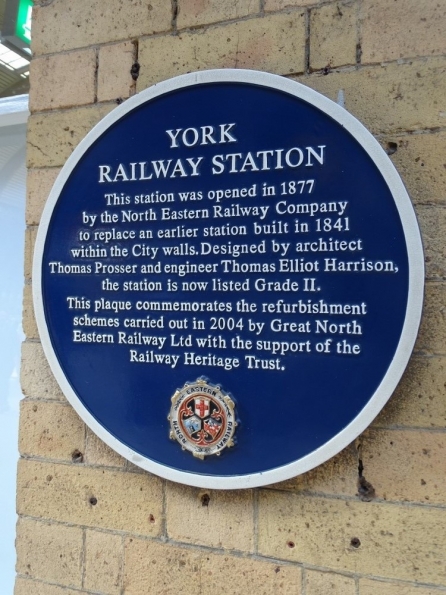 YORK
RAILWAY STATION
This station was opened in 1877
by the North Eastern Railway Company
to replace an earlier station built in 1841
within the City walls. Designed by architect
Thomas Prosser and engineer Thomas Elliot Harrison,
the station is now listed Grade II.
This plaque commemorates the refurbishment
schemes carried out in 2004 by Great North
Eastern Railway Ltd with the support of the
Railway Heritage Trust.
NORTH EASTERN RAILWAY